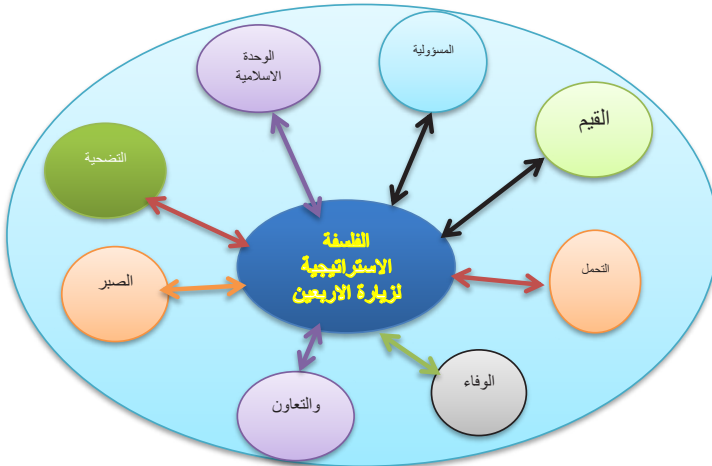 المسؤولية
الوحدة
الاسلامية
القيم
التضحية
الفلسفة
الاستراتيجية
لزيارة الاربعين
التحمل
الصبر
الوفاء
والتعاون